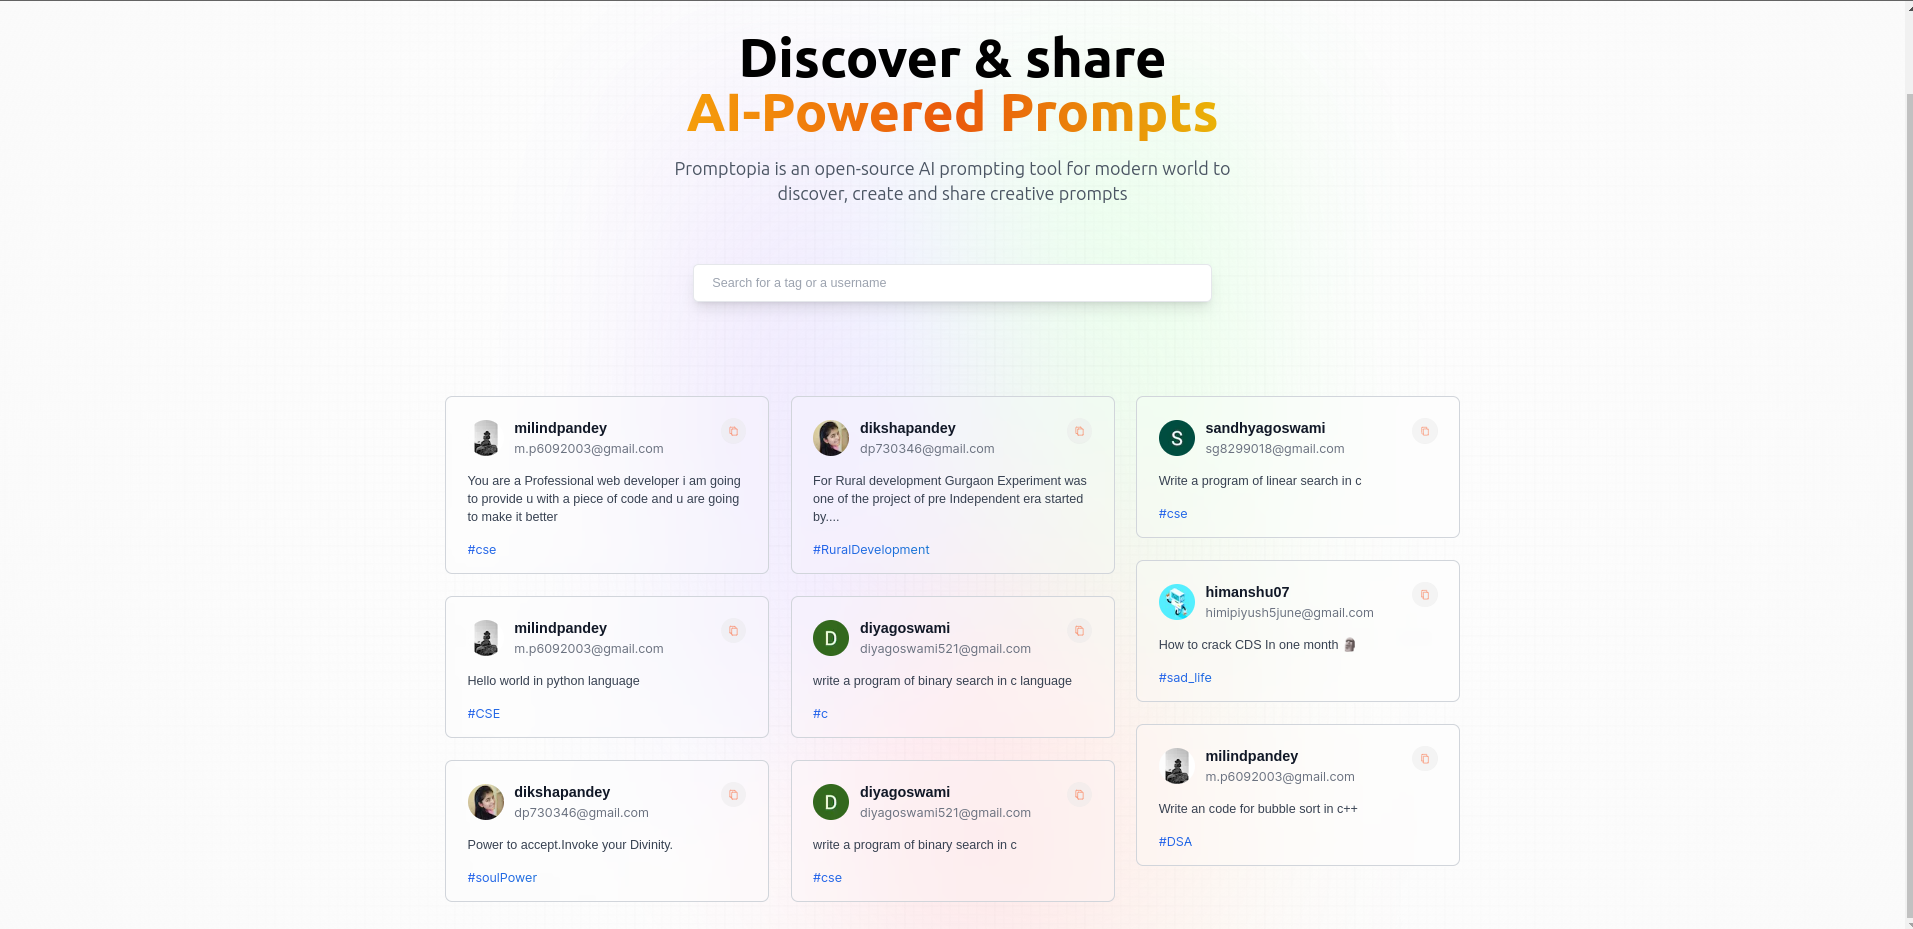 Discover & share
AI-Powered Prompts
Promptopia is an open-source AI prompting tool for modern world to
discover, create and share creative prompts
Search for a tag or a username
milindpandey
m.p6092003@gmail.com
You are a Professional web developer i am going
to provide u with a piece of code and u are going
to make it better
#cse
milindpandey
m.p6092003@gmail.com
Hello world in python language
#CSE
dikshapandey
dp730346@gmail.com
Power to accept.Invoke your Divinity.
#soulPower
dikshapandey
dp730346@gmail.com
For Rural development Gurgaon Experiment was
one of the project of pre Independent era started
by....
#RuralDevelopment
D
diyagoswami
diyagoswami521@gmail.com
write a program of binary search in c language
#c
D
diyagoswami
diyagoswami521@gmail.com
write a program of binary search in c
#cse
S
sandhyagoswami
sg8299018@gmail.com
Write a program of linear search in c
#cse
himanshu07
himipiyush5june@gmail.com
How to crack CDS In one month 🗿
#sad_life
milindpandey
m.p6092003@gmail.com
Write an code for bubble sort in c++
#DSA